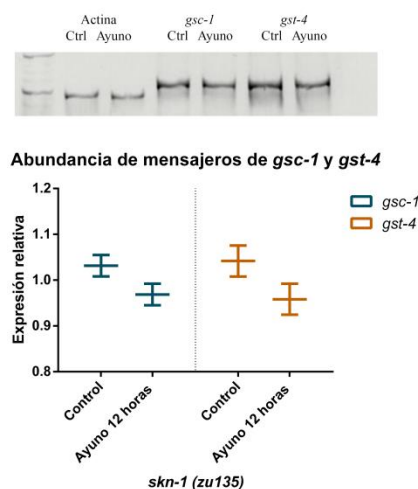 Actina gsc-1 gst-4
Ctrl Ayuno Ctrl Ayuno Ctrl Ayuno
Abundancia de mensajeros de gsc-1 y gst-4
Expresión relativa
1.2
1.1
1.0
0.9
0.8
gsc-1
gst-4
Control
Ayuno 12 horas
Control
Ayuno 12 horas
skn-1 (zu135)